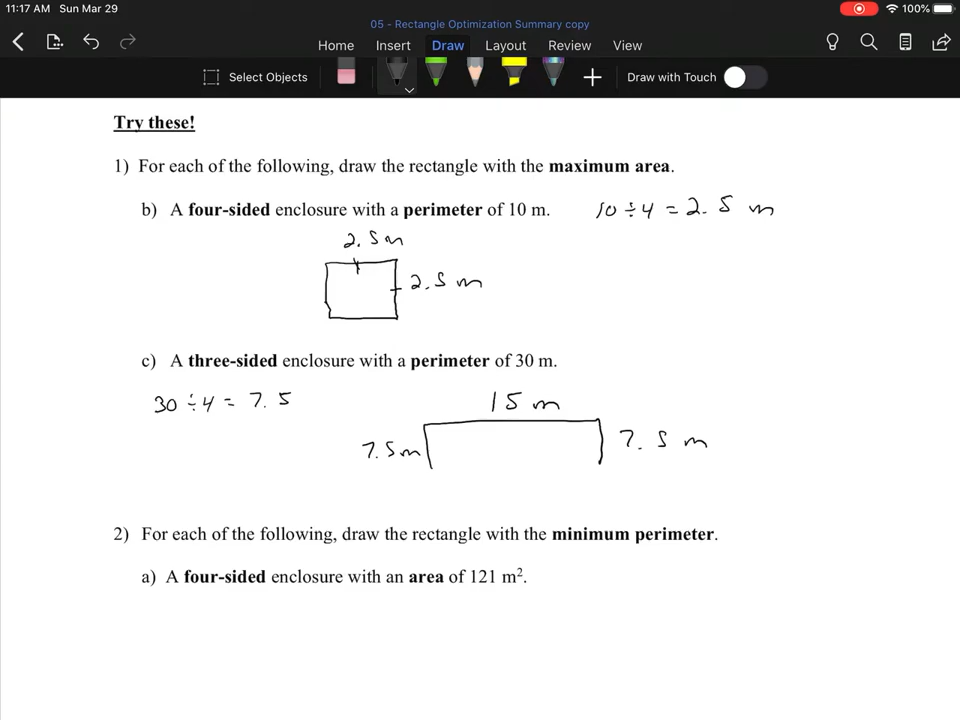 11:17 AM Sun Mar 29
100%
05 - Rectangle Optimization Summary copy
Home Insert Draw Layout Review View
Select Objects
Draw with Touch
Try these!
1) For each of the following, draw the rectangle with the maximum area.
b) A four-sided enclosure with a perimeter of 10 m. 10 ÷ 4 = 2.5 m
2.5 m
2.5 m
c) A three-sided enclosure with a perimeter of 30 m.
30 ÷ 4 = 7.5
15 m
7.5 m
7.5 m
2) For each of the following, draw the rectangle with the minimum perimeter.
a) A four-sided enclosure with an area of 121 m².